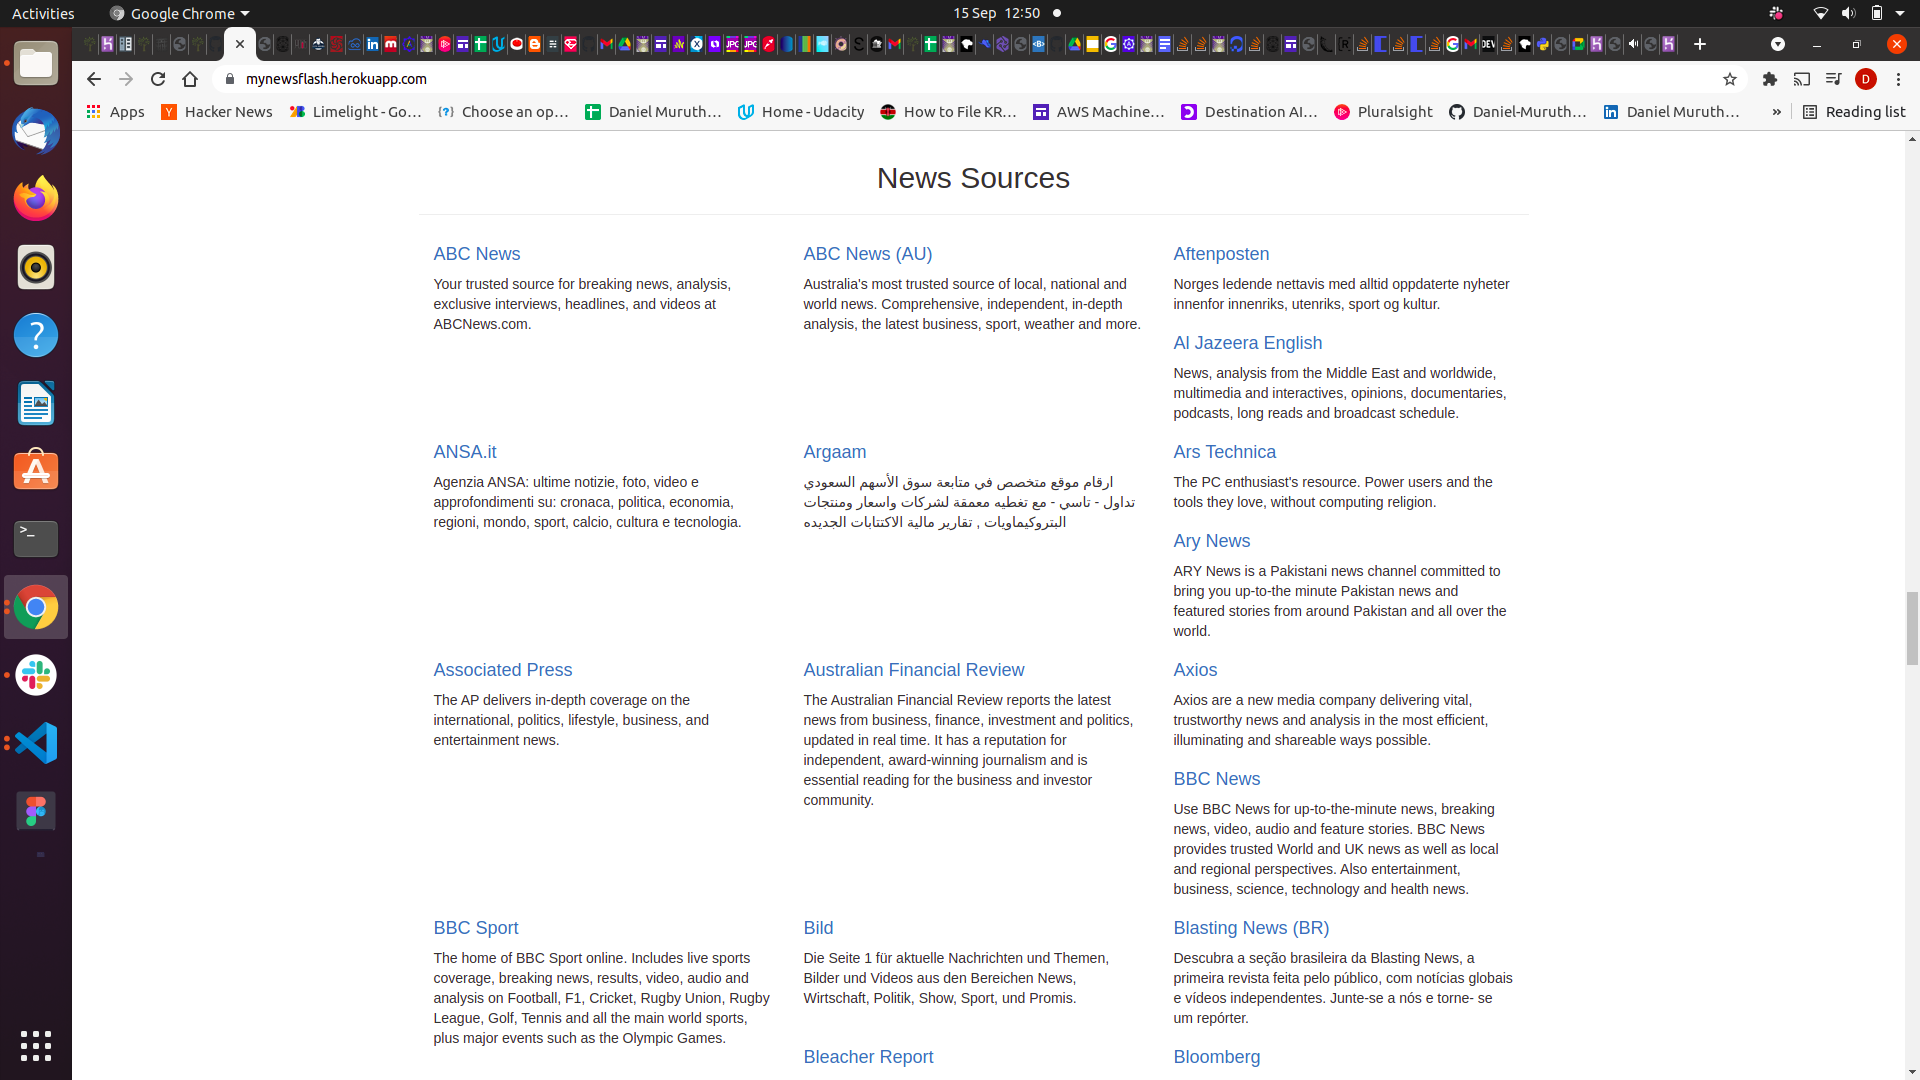 Activities
Google Chrome
15 Sep 12:50
mynewsflash.herokuapp.com
Apps
Hacker News
Limelight - Go...
Choose an op...
Daniel Muruth...
Home - Udacity
How to File KR...
AWS Machine...
Destination AI...
Pluralsight
Daniel-Muruth...
Daniel Muruth...
»
Reading list
News Sources
ABC News
Your trusted source for breaking news, analysis,
exclusive interviews, headlines, and videos at
ABCNews.com.
ABC News (AU)
Australia's most trusted source of local, national and
world news. Comprehensive, independent, in-depth
analysis, the latest business, sport, weather and more.
Aftenposten
Norges ledende nettavis med alltid oppdaterte nyheter
innenfor innenriks, utenriks, sport og kultur.
Al Jazeera English
News, analysis from the Middle East and worldwide,
multimedia and interactives, opinions, documentaries,
podcasts, long reads and broadcast schedule.
ANSA.it
Agenzia ANSA: ultime notizie, foto, video e
approfondimenti su: cronaca, politica, economia,
regioni, mondo, sport, calcio, cultura e tecnologia.
Argaam
ارقام موقع متخصص في متابعة سوق الأسهم السعودي
تداول - تاسي - مع تغطيه معمقة لشركات واسعار ومنتجات
البتروكيماويات , تقارير مالية الاكتتابات الجديده
Ars Technica
The PC enthusiast's resource. Power users and the
tools they love, without computing religion.
Ary News
ARY News is a Pakistani news channel committed to
bring you up-to-the minute Pakistan news and
featured stories from around Pakistan and all over the
world.
Associated Press
The AP delivers in-depth coverage on the
international, politics, lifestyle, business, and
entertainment news.
Australian Financial Review
The Australian Financial Review reports the latest
news from business, finance, investment and politics,
updated in real time. It has a reputation for
independent, award-winning journalism and is
essential reading for the business and investor
community.
Axios
Axios are a new media company delivering vital,
trustworthy news and analysis in the most efficient,
illuminating and shareable ways possible.
BBC News
Use BBC News for up-to-the-minute news, breaking
news, video, audio and feature stories. BBC News
provides trusted World and UK news as well as local
and regional perspectives. Also entertainment,
business, science, technology and health news.
BBC Sport
The home of BBC Sport online. Includes live sports
coverage, breaking news, results, video, audio and
analysis on Football, F1, Cricket, Rugby Union, Rugby
League, Golf, Tennis and all the main world sports,
plus major events such as the Olympic Games.
Bild
Die Seite 1 für aktuelle Nachrichten und Themen,
Bilder und Videos aus den Bereichen News,
Wirtschaft, Politik, Show, Sport, und Promis.
Blasting News (BR)
Descubra a seção brasileira da Blasting News, a
primeira revista feita pelo público, com notícias globais
e vídeos independentes. Junte-se a nós e torne- se
um repórter.
Bleacher Report
Bloomberg